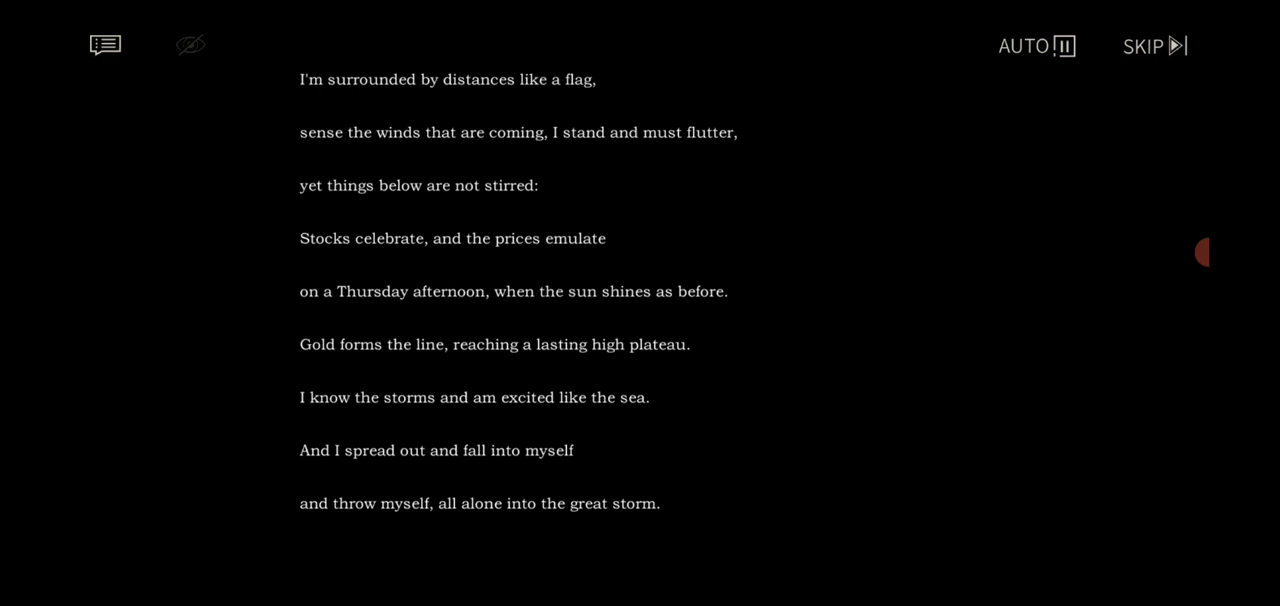 AUTO
SKIP
I'm surrounded by distances like a flag,
sense the winds that are coming, I stand and must flutter,
yet things below are not stirred:
Stocks celebrate, and the prices emulate
on a Thursday afternoon, when the sun shines as before.
Gold forms the line, reaching a lasting high plateau.
I know the storms and am excited like the sea.
And I spread out and fall into myself
and throw myself, all alone into the great storm.